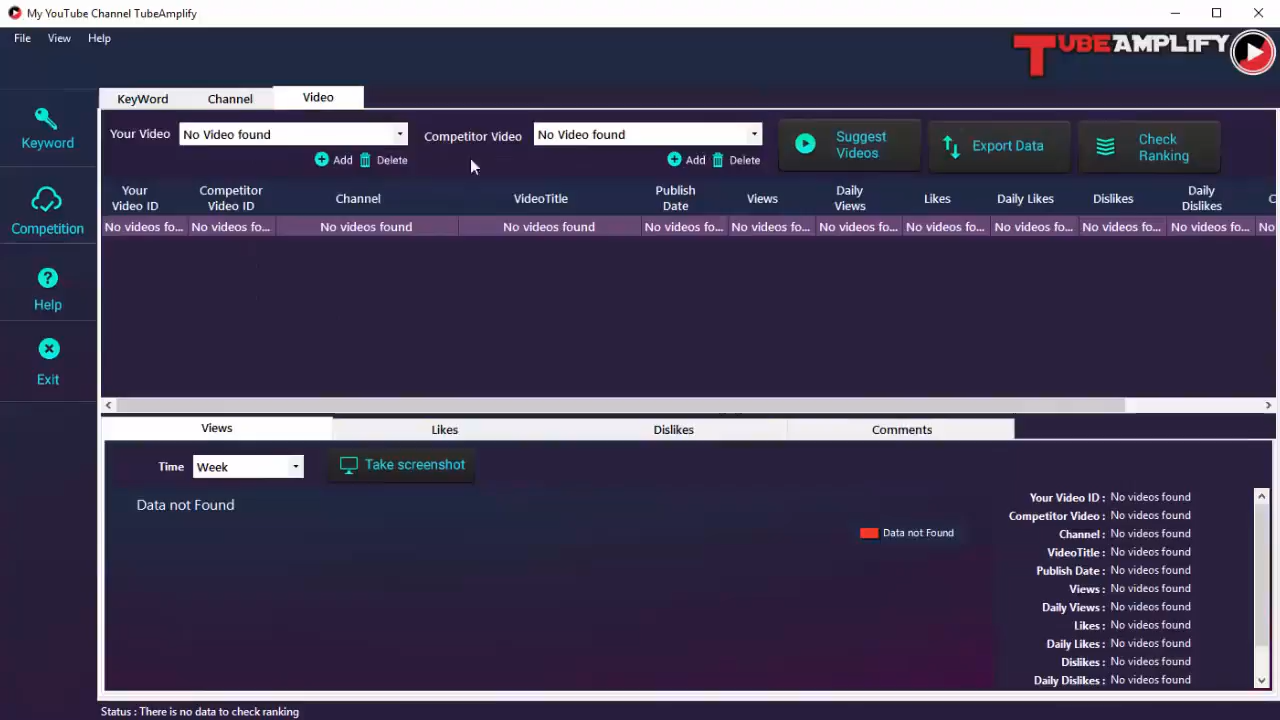 My YouTube Channel TubeAmplify
File View Help
TUBEAMPLIFY
Keyword
Competition
Help
Exit
KeyWord Channel Video
Your Video No Video found Competitor Video No Video found
Add Delete Add Delete
Suggest
Videos
Export Data
Check
Ranking
Your
Video ID
Competitor
Video ID
Channel
VideoTitle
Publish
Date
Views
Daily
Views
Likes
Daily Likes
Dislikes
Daily
Dislikes
C
No videos fo... No videos fo... No videos found No videos found No videos fo... No videos fo... No videos fo... No videos fo... No videos fo... No videos fo... No videos fo... No
Views Likes Dislikes Comments
Time Week Take screenshot
Data not Found
Data not Found
Your Video ID : No videos found
Competitor Video : No videos found
Channel : No videos found
VideoTitle : No videos found
Publish Date : No videos found
Views : No videos found
Daily Views : No videos found
Likes : No videos found
Daily Likes : No videos found
Dislikes : No videos found
Daily Dislikes : No videos found
Status : There is no data to check ranking